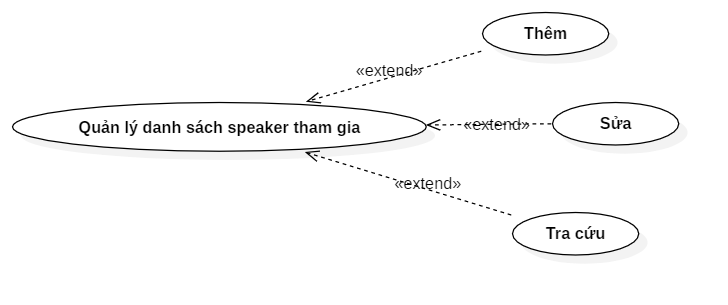 Thêm
«extend»
Quản lý danh sách speaker tham gia
«extend»
Sửa
«extend»
Tra cứu